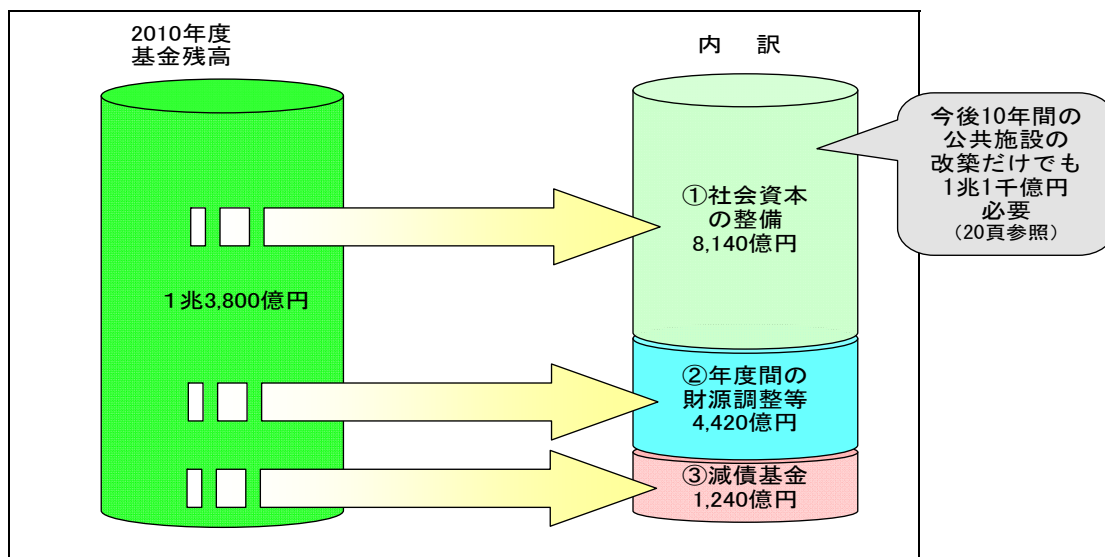 2010年度
基金残高
1兆3,800億円
内 訳
①社会資本
の整備
8,140億円
②年度間の
財源調整等
4,420億円
③減債基金
1,240億円
今後10年間の
公共施設の
改築だけでも
1兆1千億円
必要
(20頁参照)